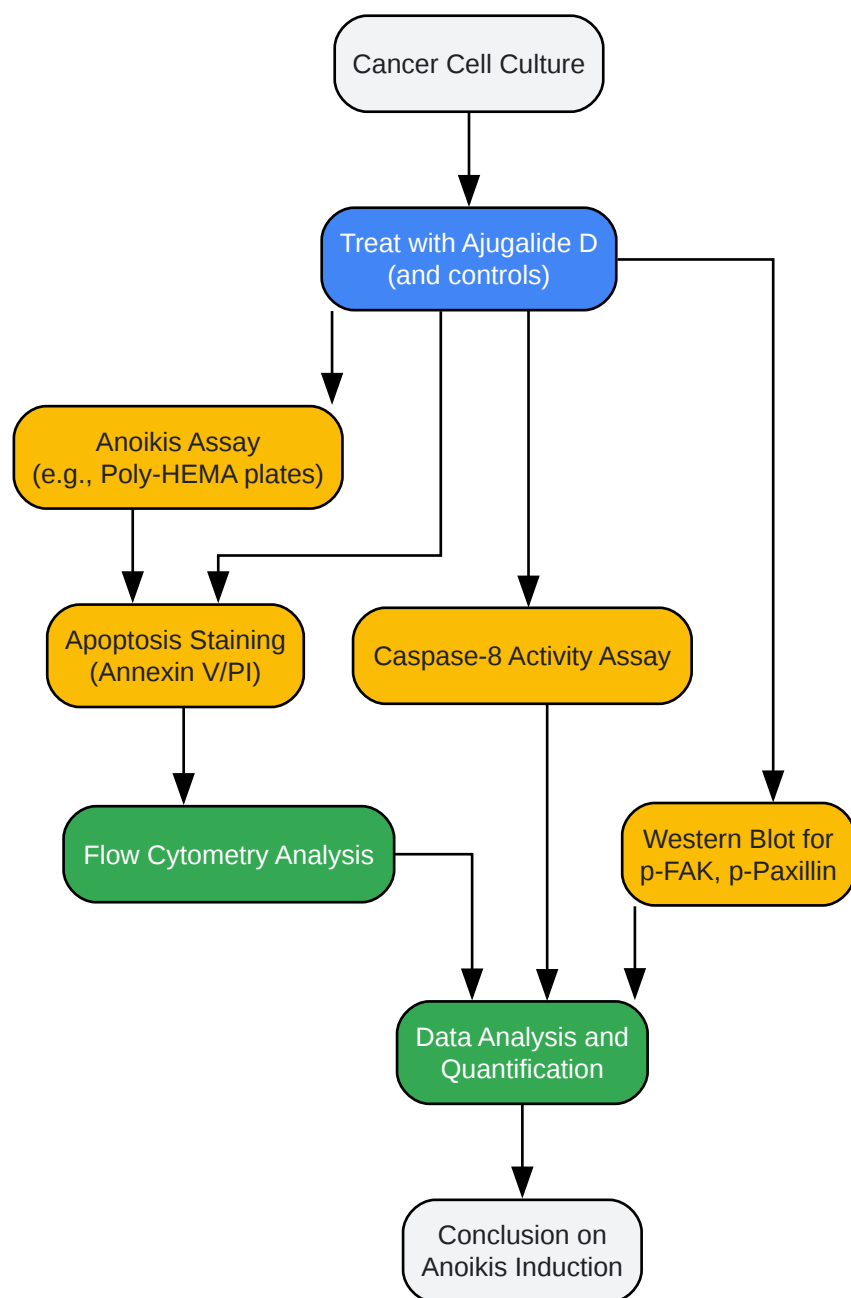 Cancer Cell Culture
Treat with Ajugalide D
(and controls)
Anoikis Assay
(e.g., Poly-HEMA plates)
Apoptosis Staining
(Annexin V/PI)
Caspase-8 Activity Assay
Flow Cytometry Analysis
Western Blot for
p-FAK, p-Paxillin
Data Analysis and
Quantification
Conclusion on
Anoikis Induction